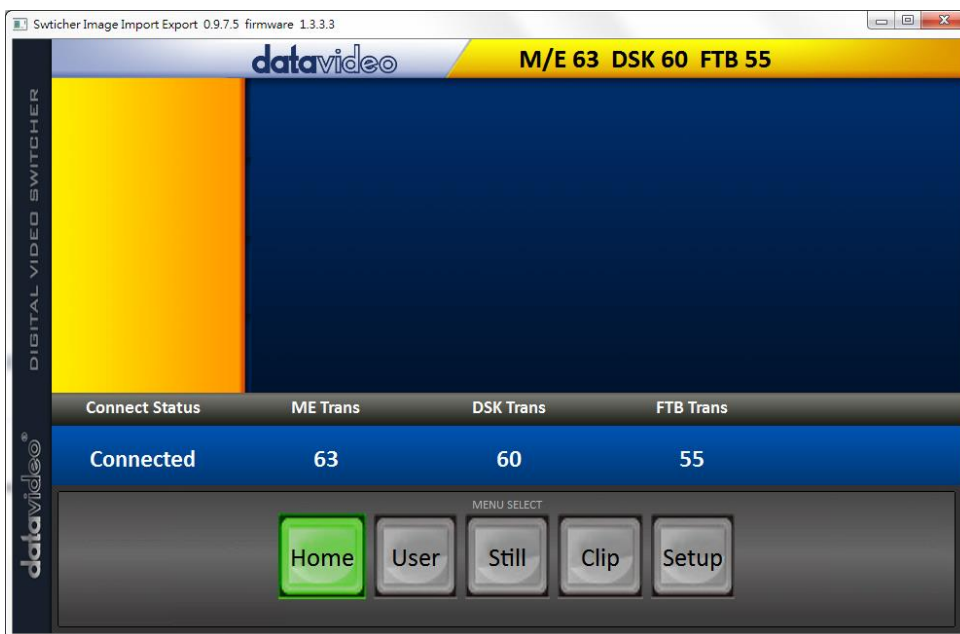 Swticher Image Import Export 0.9.7.5 firmware 1.3.3.3
datavideo
M/E 63 DSK 60 FTB 55
DIGITAL VIDEO SWITCHER
datavideo®
Connect Status ME Trans DSK Trans FTB Trans
Connected 63 60 55
MENU SELECT
Home User Still Clip Setup